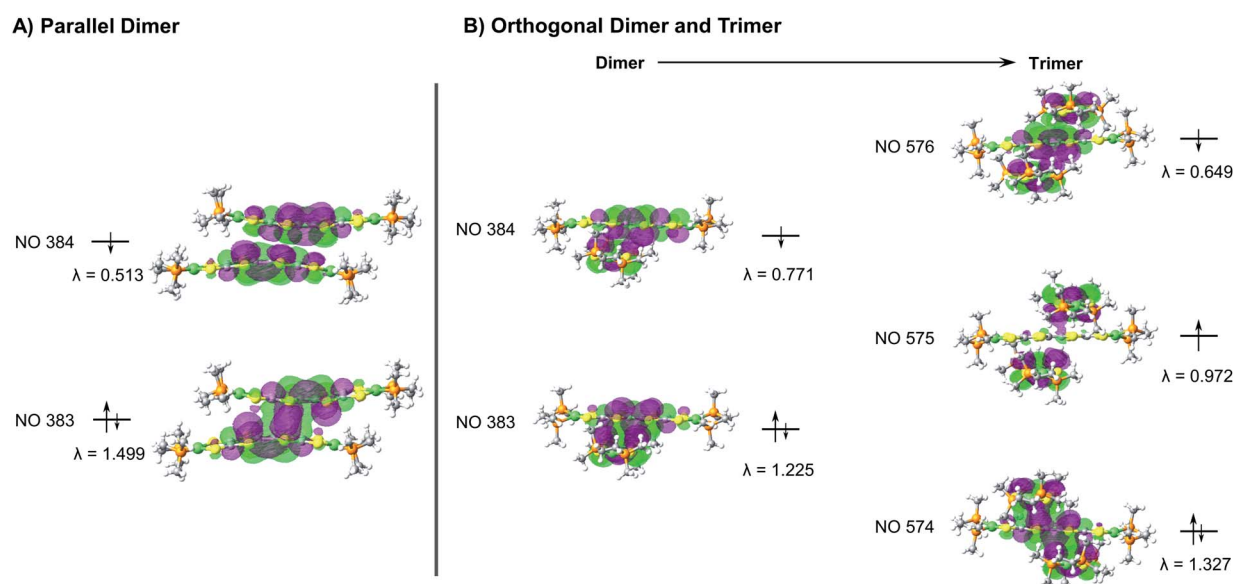 A) Parallel Dimer
NO 384
λ = 0.513
NO 383
λ = 1.499
B) Orthogonal Dimer and Trimer
Dimer
Trimer
NO 384
λ = 0.771
NO 383
λ = 1.225
NO 576
λ = 0.649
NO 575
λ = 0.972
NO 574
λ = 1.327